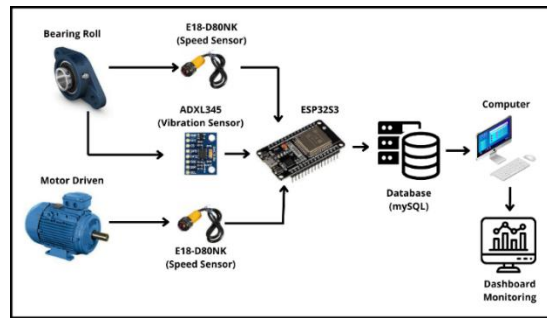 Bearing Roll
E18-D80NK
(Speed Sensor)
ADXL345
(Vibration Sensor)
ESP32S3
Computer
Motor Driven
E18-D80NK
(Speed Sensor)
Database
(mySQL)
Dashboard
Monitoring